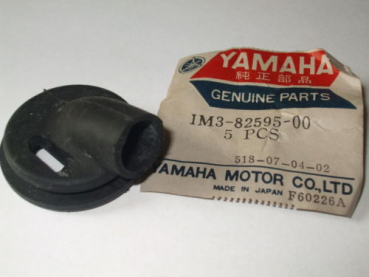 YAMAHA
純正部品
GENUINE PARTS
1M3-82595-00
5 PCS
518-07-04-02
YAMAHA MOTOR CO.,LTD
MADE IN JAPAN F60226A